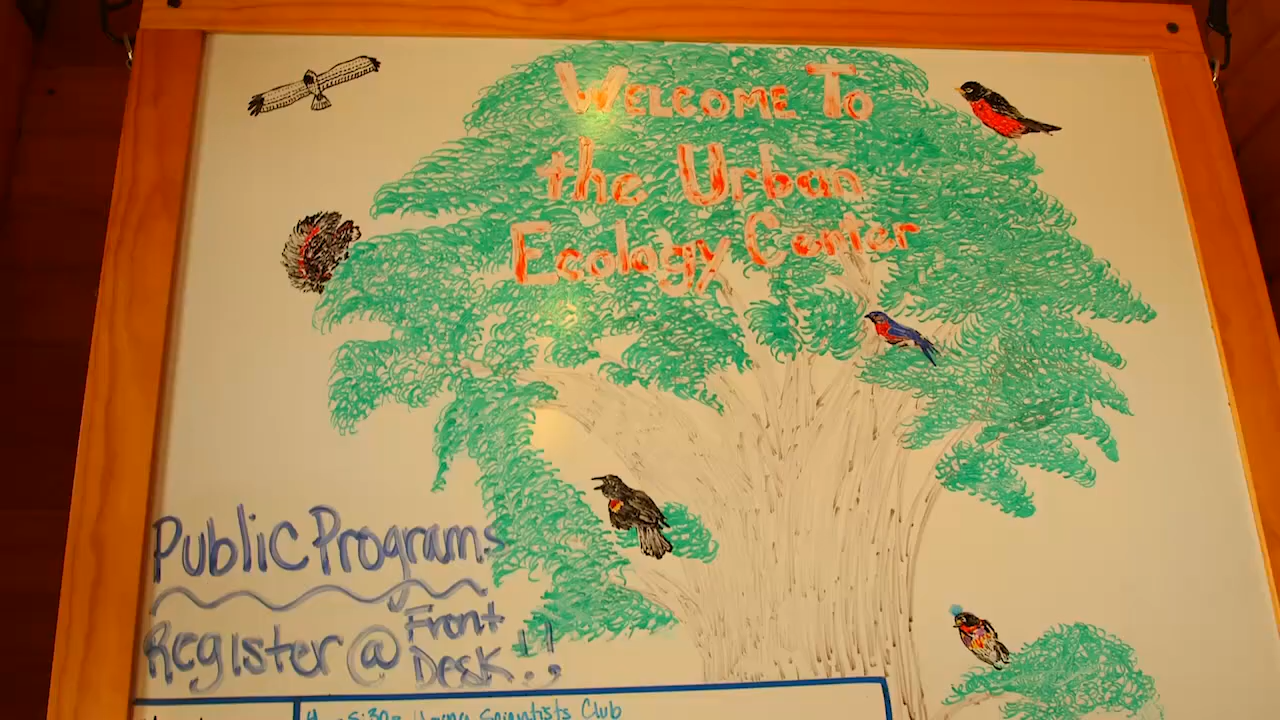 WELCOME TO
the Urban
Ecology Center
Public Programs
Register @ Front
Desk!!
Young Scientists Club